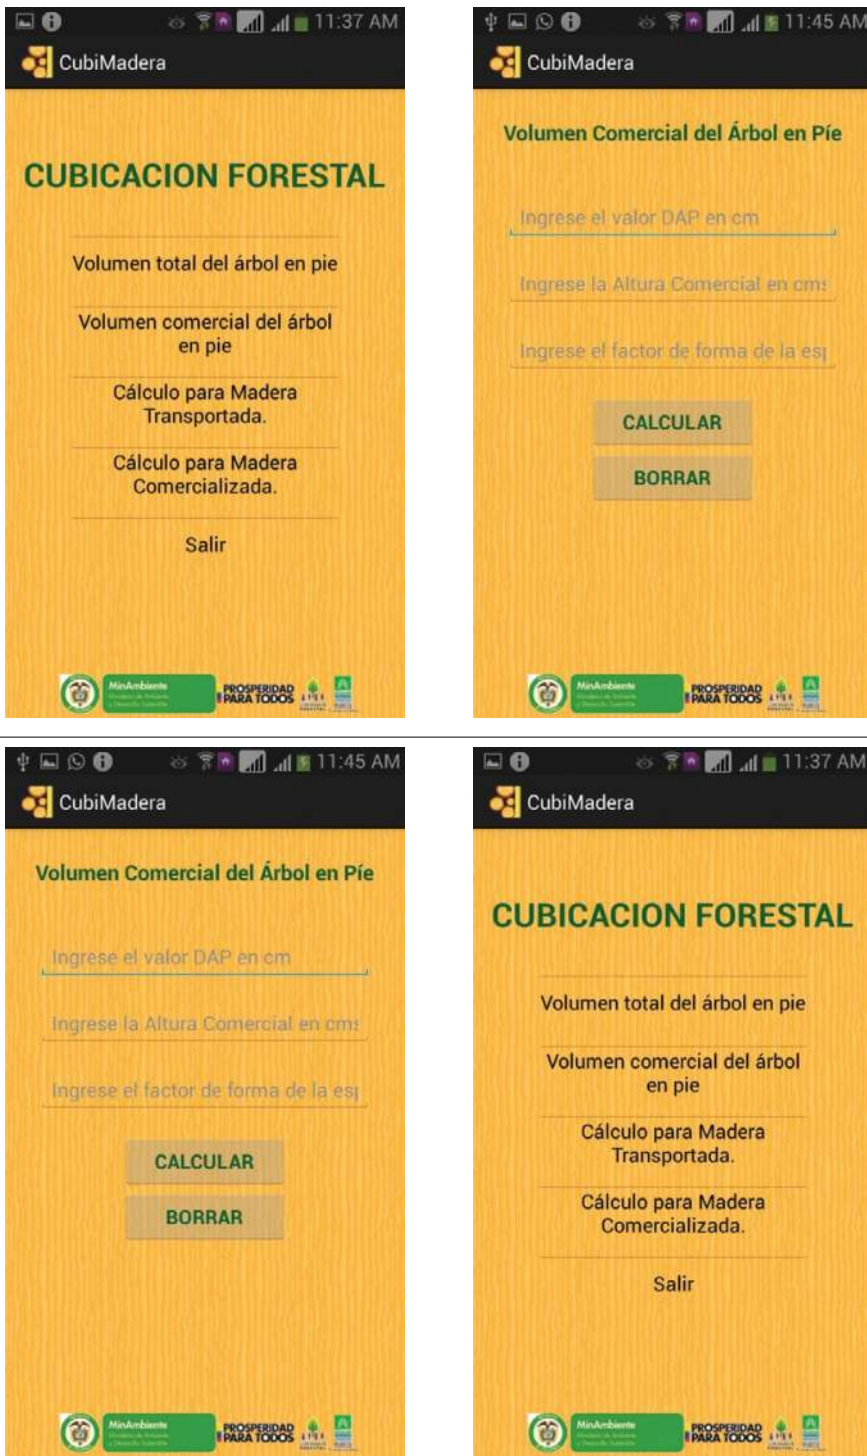 11:37 AM
CubiMadera
CUBICACION FORESTAL
Volumen total del árbol en pie
Volumen comercial del árbol
en pie
Cálculo para Madera
Transportada.
Cálculo para Madera
Comercializada.
Salir
MinAmbiente
PROSPERIDAD
PARA TODOS
11:45 AM
CubiMadera
Volumen Comercial del Árbol en Píe
Ingrese el valor DAP en cm
Ingrese la Altura Comercial en cms
Ingrese el factor de forma de la esp
CALCULAR
BORRAR
MinAmbiente
PROSPERIDAD
PARA TODOS
11:45 AM
CubiMadera
Volumen Comercial del Árbol en Píe
Ingrese el valor DAP en cm
Ingrese la Altura Comercial en cms
Ingrese el factor de forma de la esp
CALCULAR
BORRAR
MinAmbiente
PROSPERIDAD
PARA TODOS
11:37 AM
CubiMadera
CUBICACION FORESTAL
Volumen total del árbol en pie
Volumen comercial del árbol
en pie
Cálculo para Madera
Transportada.
Cálculo para Madera
Comercializada.
Salir
MinAmbiente
PROSPERIDAD
PARA TODOS